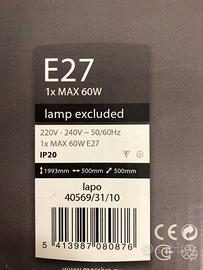 E27
1x MAX 60W
lamp excluded
220V - 240V ~ 50/60Hz
1x MAX 60W E27
IP20
1993mm 500mm 500mm
lapo
40569/31/10
5 413987 080876